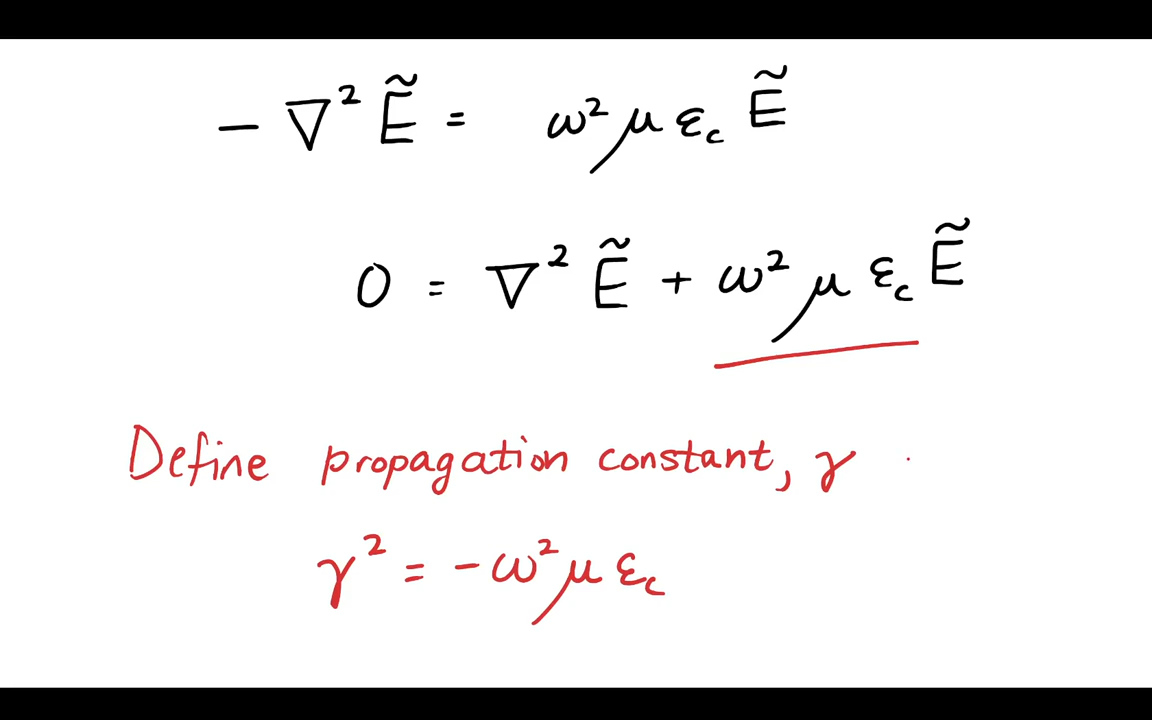 - ∇² Ẽ = ω² μ ε_c Ẽ
0 = ∇² Ẽ + ω² μ ε_c Ẽ
Define propagation constant, γ
γ² = -ω² μ ε_c